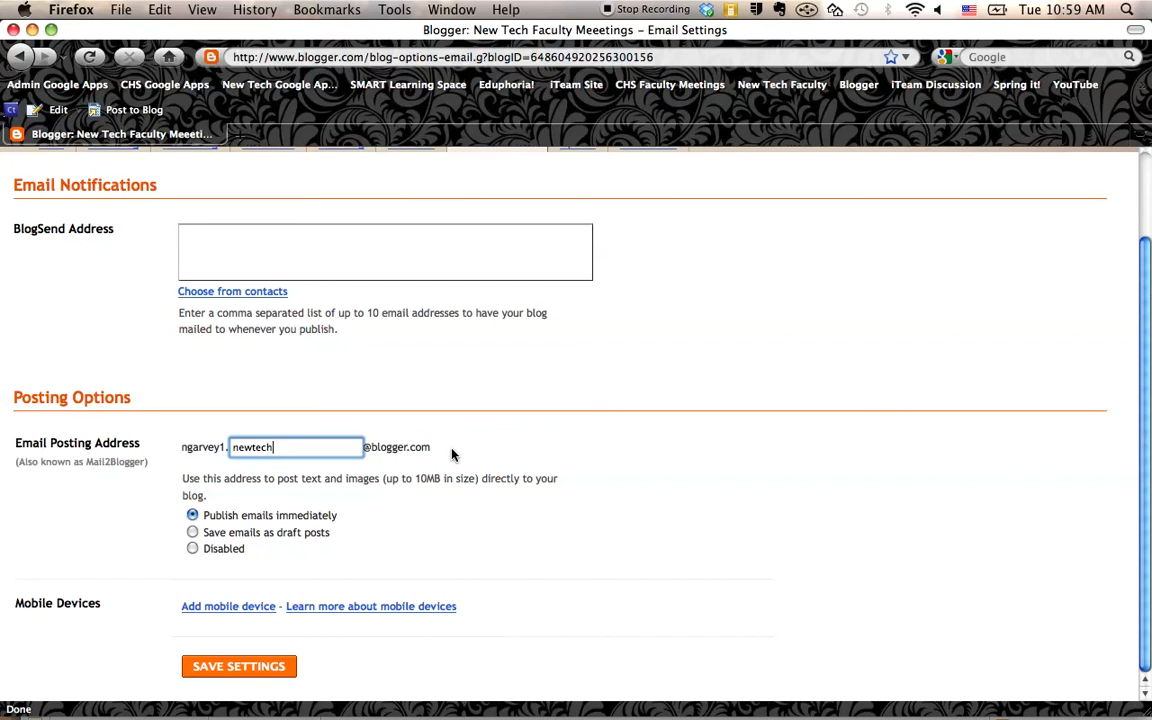 Firefox File Edit View History Bookmarks Tools Window Help Stop Recording Tue 10:59 AM
Blogger: New Tech Faculty Meeetings – Email Settings
http://www.blogger.com/blog-options-email.g?blogID=648604920256300156 Google
Admin Google Apps CHS Google Apps New Tech Google Ap... SMART Learning Space Eduphoria! iTeam Site CHS Faculty Meetings New Tech Faculty Blogger iTeam Discussion Spring it! YouTube
Ct Edit Post to Blog
Blogger: New Tech Faculty Meeeti...
Email Notifications
BlogSend Address
Choose from contacts
Enter a comma separated list of up to 10 email addresses to have your blog
mailed to whenever you publish.
Posting Options
Email Posting Address ngarvey1. newtech @blogger.com
(Also known as Mail2Blogger)
Use this address to post text and images (up to 10MB in size) directly to your
blog.
Publish emails immediately
Save emails as draft posts
Disabled
Mobile Devices Add mobile device - Learn more about mobile devices
SAVE SETTINGS
Done